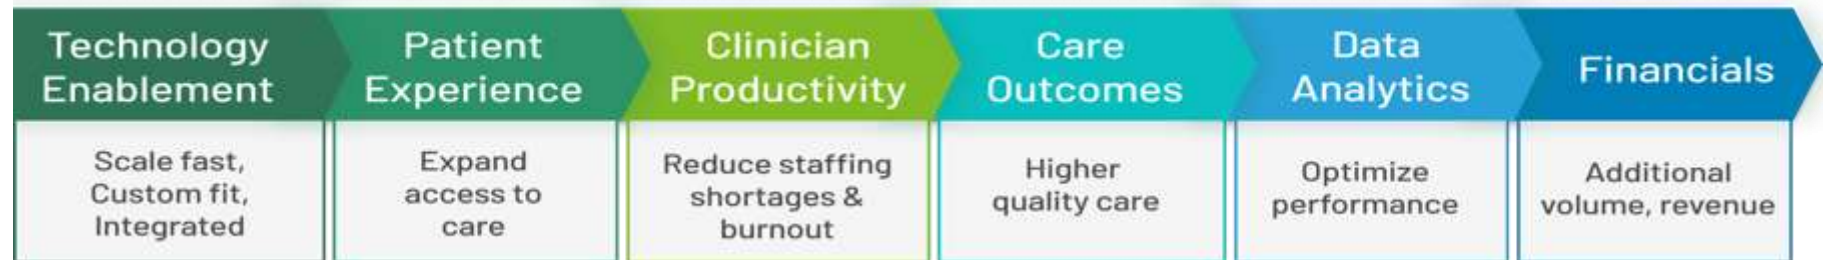 Technology
Enablement
Patient
Experience
Clinician
Productivity
Care
Outcomes
Data
Analytics
Financials
Scale fast,
Custom fit,
Integrated
Expand
access to
care
Reduce staffing
shortages &
burnout
Higher
quality care
Optimize
performance
Additional
volume, revenue